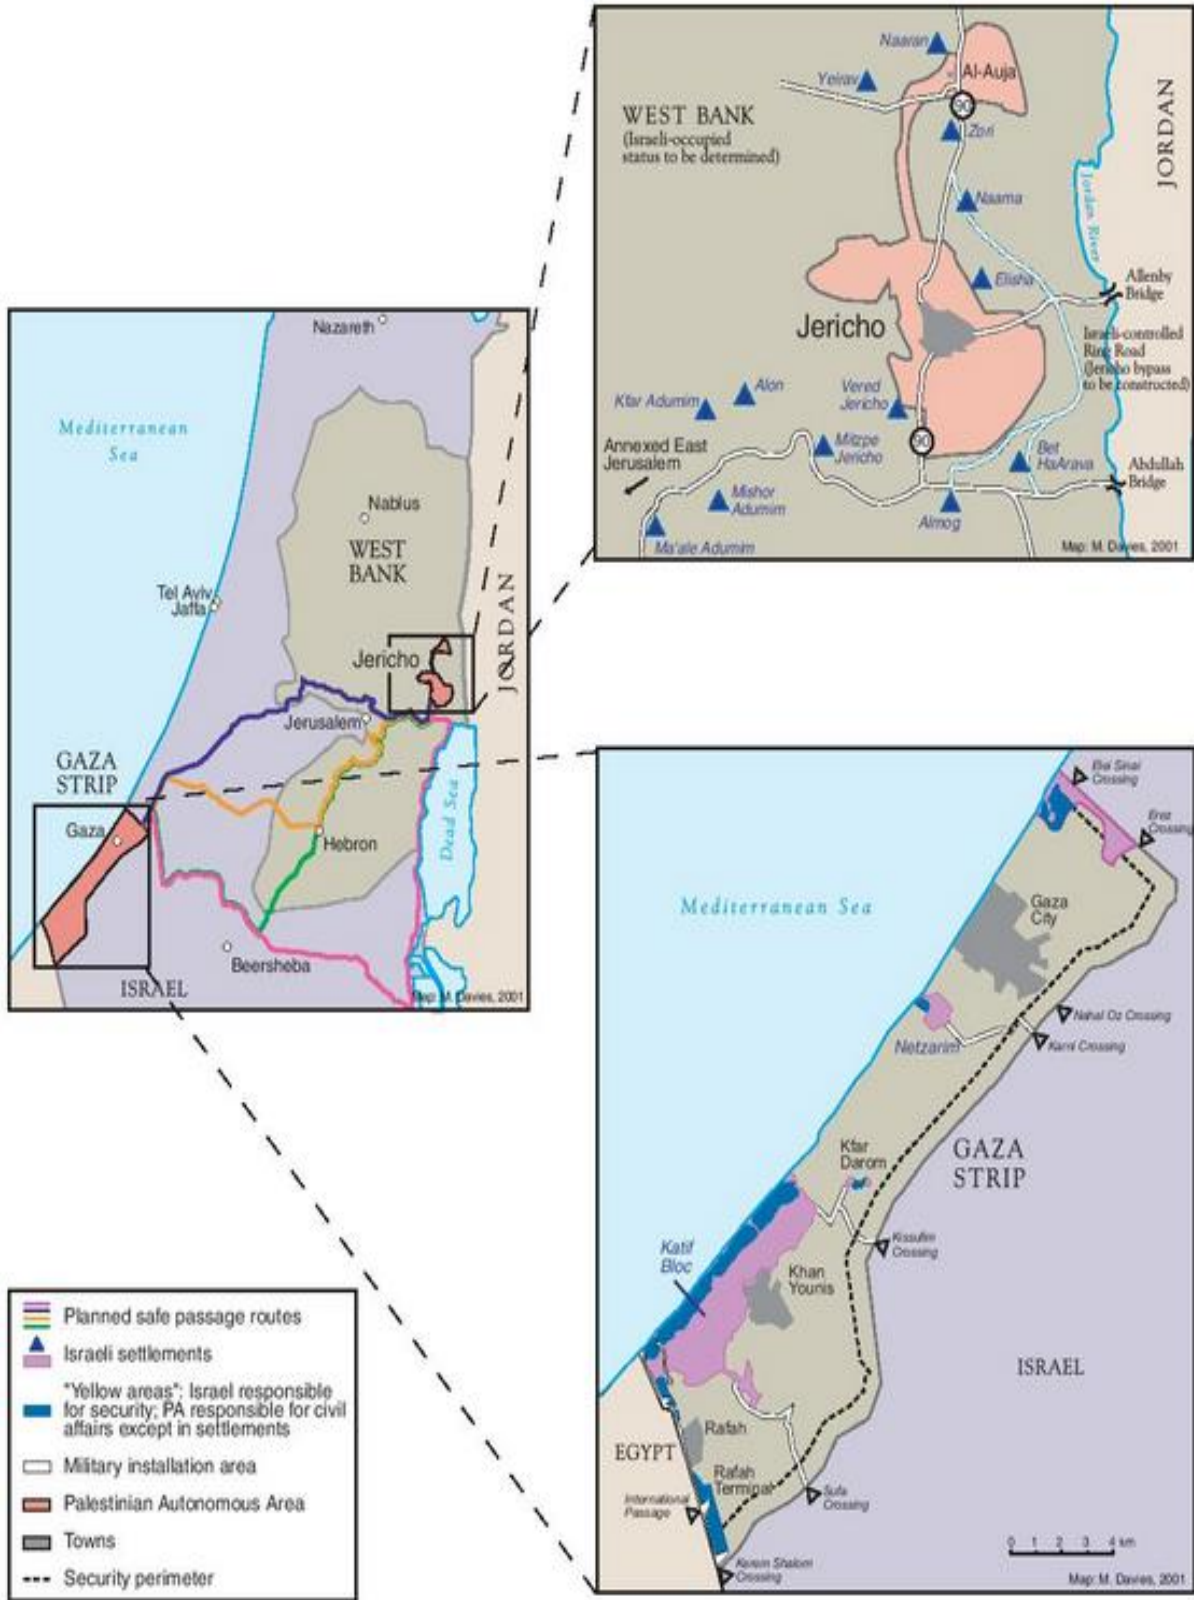 Naaran
Al-Auja
Yeirav
WEST BANK
(Israeli-occupied
status to be determined)
90
Zori
Naama
Elisha
JORDAN
Jordan River
Allenby
Bridge
Jericho
Israeli-controlled
Ring Road
(Jericho bypass
to be constructed)
Alon
Kfar Adumim
Vered
Jericho
90
Annexed East
Jerusalem
Mitzpe
Jericho
Bet
HaArava
Abdullah
Bridge
Mishor
Adumim
Almog
Ma'ale Adumim
Map: M. Davies, 2001
Nazareth
Mediterranean
Sea
Nablus
WEST
BANK
Tel Aviv
Jaffa
JORDAN
Jericho
Jerusalem
GAZA
STRIP
Gaza
Hebron
Dead Sea
Beersheba
ISRAEL
Map: M. Davies, 2001
Elai Sinai
Crossing
Erez
Crossing
Mediterranean Sea
Gaza
City
Nahal Oz Crossing
Netzarim
Karni Crossing
Kfar
Darom
GAZA
STRIP
Katif
Bloc
Kissufim
Crossing
Khan
Younis
ISRAEL
Rafah
EGYPT
Rafah
Terminal
International
Passage
Sufa
Crossing
0 1 2 3 4 km
Kerem Shalom
Crossing
Map: M. Davies, 2001
Planned safe passage routes
Israeli settlements
"Yellow areas": Israel responsible
for security; PA responsible for civil
affairs except in settlements
Military installation area
Palestinian Autonomous Area
Towns
Security perimeter